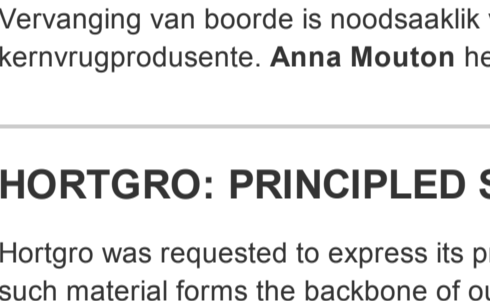 Vervanging van boorde is noodsaaklik
kernvrugprodusente. Anna Mouton he
HORTGRO: PRINCIPLED S
Hortgro was requested to express its p
such material forms the backbone of ou